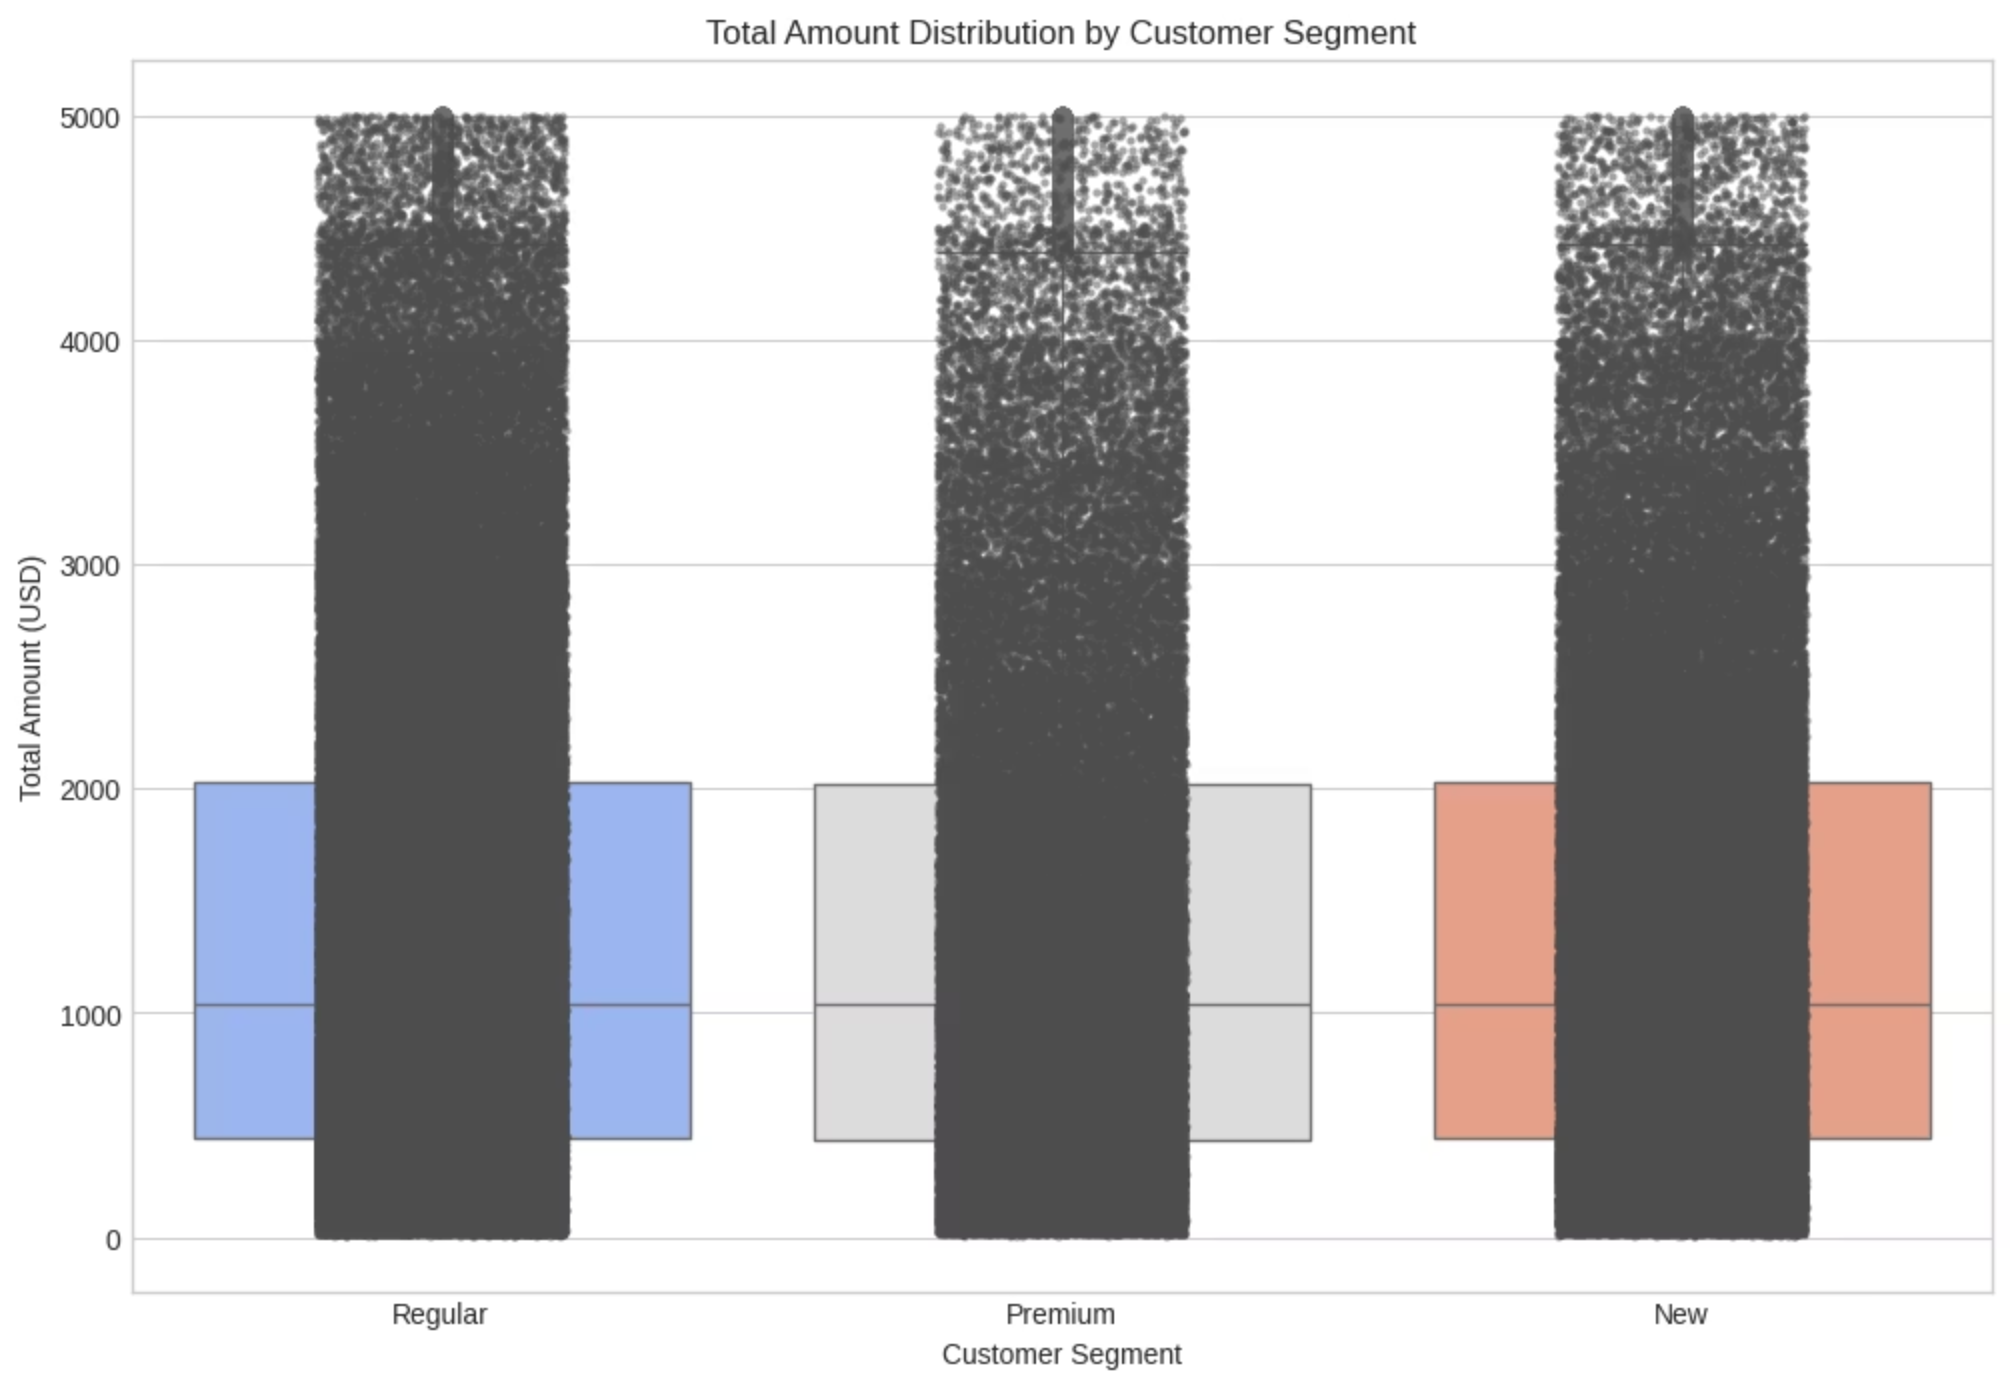 Total Amount Distribution by Customer Segment
5000
4000
3000
2000
1000
0
Total Amount (USD)
Regular
Premium
New
Customer Segment